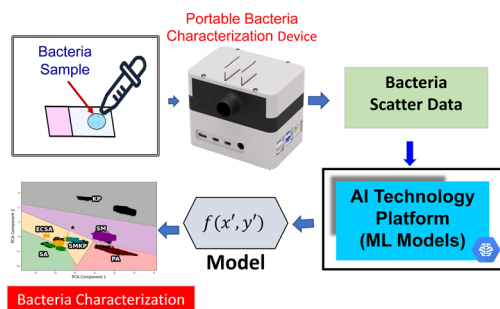 Portable Bacteria
Characterization Device
Bacteria
Sample
Bacteria
Scatter Data
AI Technology
Platform
(ML Models)
f(x′, y′)
Model
KP
ECSA
SM
SMKP
SA
PA
PCA Component 2
PCA Component 1
Bacteria Characterization